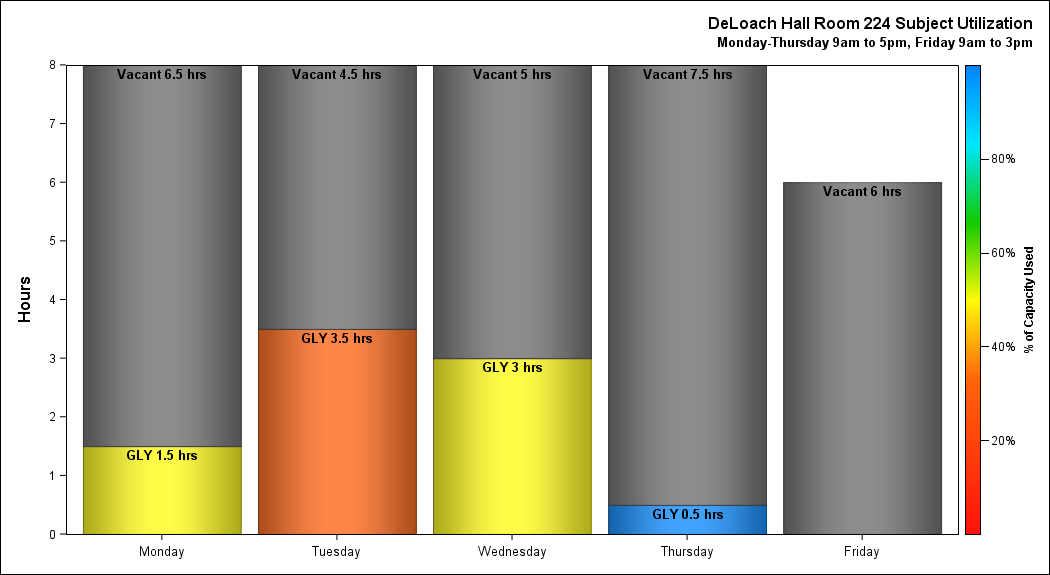 DeLoach Hall Room 224 Subject Utilization
Monday-Thursday 9am to 5pm, Friday 9am to 3pm
8
7
6
5
4
3
2
1
0
Hours
Vacant 6.5 hrs
GLY 1.5 hrs
Vacant 4.5 hrs
GLY 3.5 hrs
Vacant 5 hrs
GLY 3 hrs
Vacant 7.5 hrs
GLY 0.5 hrs
Vacant 6 hrs
Monday
Tuesday
Wednesday
Thursday
Friday
80%
60%
40%
20%
% of Capacity Used